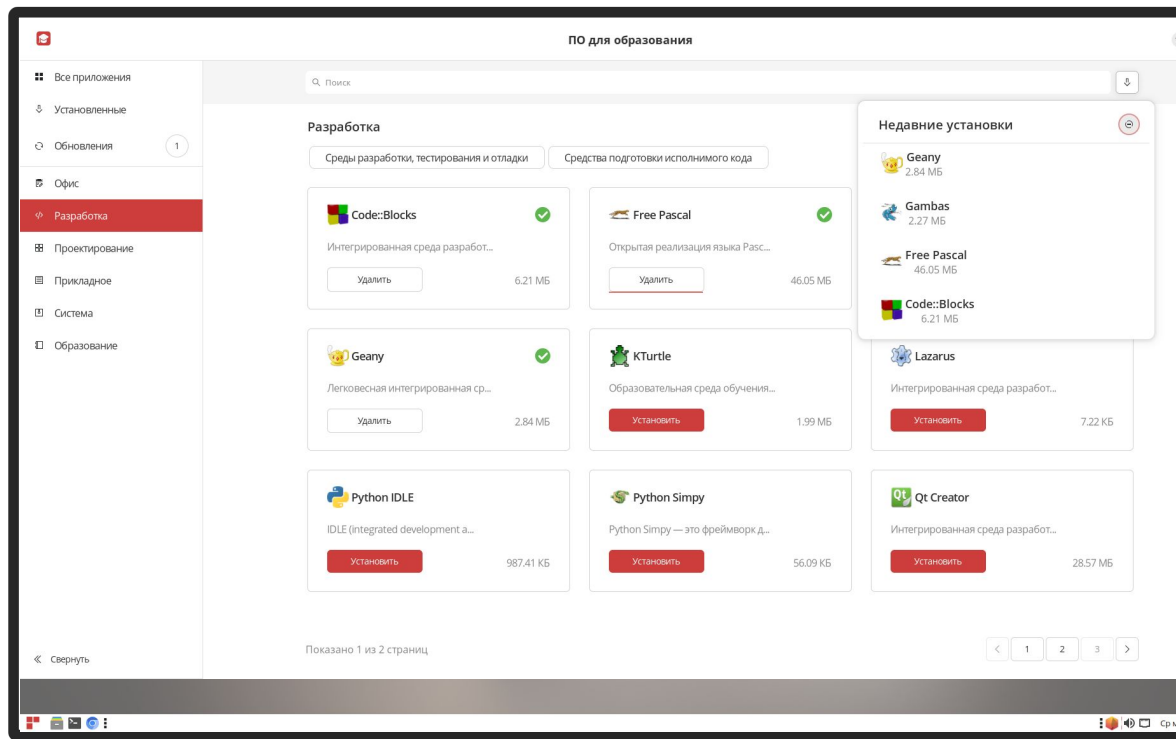 ПО для образования
Все приложения
Установленные
Обновления
1
Офис
Разработка
Проектирование
Прикладное
Система
Образование
Свернуть
Поиск
Разработка
Среды разработки, тестирования и отладки
Средства подготовки исполнимого кода
Недавние установки
Geany
2.84 МБ
Gambas
2.27 МБ
Free Pascal
46.05 МБ
Code::Blocks
6.21 МБ
Code::Blocks
Интегрированная среда разработ...
Удалить
6.21 МБ
Free Pascal
Открытая реализация языка Pasc...
Удалить
46.05 МБ
Geany
Легковесная интегрированная ср...
Удалить
2.84 МБ
KTurtle
Образовательная среда обучения...
Установить
1.99 МБ
Lazarus
Интегрированная среда разработ...
Установить
7.22 КБ
Python IDLE
IDLE (integrated development a...
Установить
987.41 КБ
Python Simpy
Python Simpy — это фреймворк д...
Установить
56.09 КБ
Qt Creator
Интегрированная среда разработ...
Установить
28.57 МБ
Показано 1 из 2 страниц
1
2
3
Ср